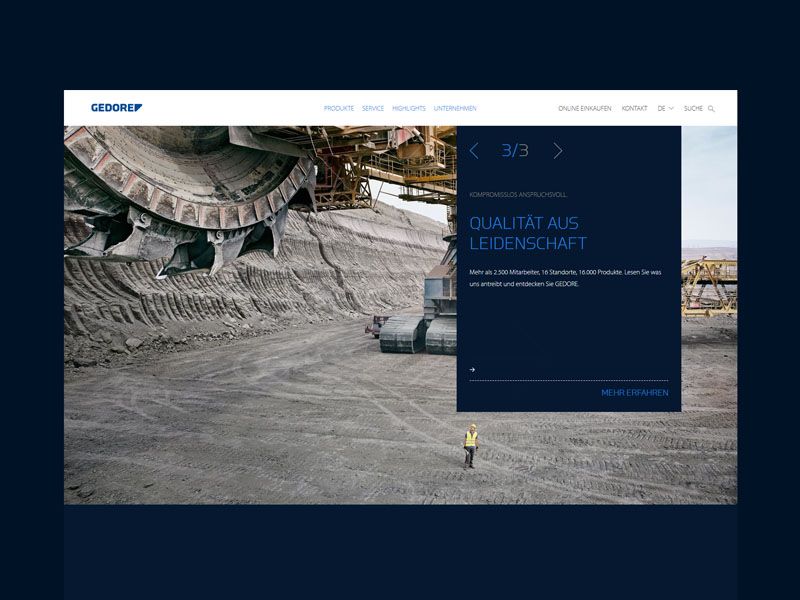 GEDORE
PRODUKTE SERVICE HIGHLIGHTS UNTERNEHMEN
ONLINE EINKAUFEN KONTAKT DE SUCHE
3/3
KOMPROMISSLOS ANSPRUCHSVOLL.
QUALITÄT AUS
LEIDENSCHAFT
Mehr als 2.500 Mitarbeiter, 16 Standorte, 16.000 Produkte. Lesen Sie was
uns antreibt und entdecken Sie GEDORE.
MEHR ERFAHREN